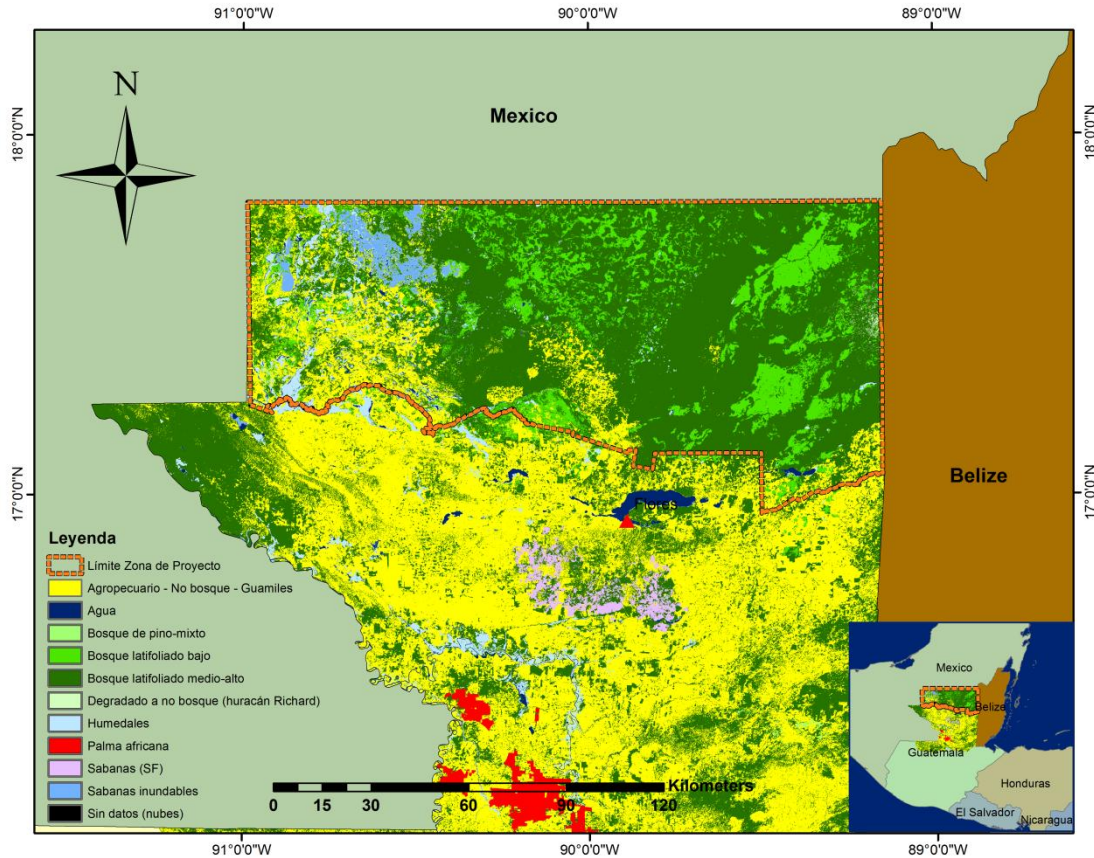 91°0'0"W 90°0'0"W 89°0'0"W
N
Mexico
18°0'0"N
18°0'0"N
17°0'0"N
17°0'0"N
Belize
Flores
Leyenda
Límite Zona de Proyecto
Agropecuario - No bosque - Guamiles
Agua
Bosque de pino-mixto
Bosque latifoliado bajo
Bosque latifoliado medio-alto
Degradado a no bosque (huracán Richard)
Humedales
Palma africana
Sabanas (SF)
Sabanas inundables
Sin datos (nubes)
Kilometers
0 15 30 60 90 120
Mexico
Belize
Guatemala
Honduras
El Salvador
Nicaragua
91°0'0"W 90°0'0"W 89°0'0"W